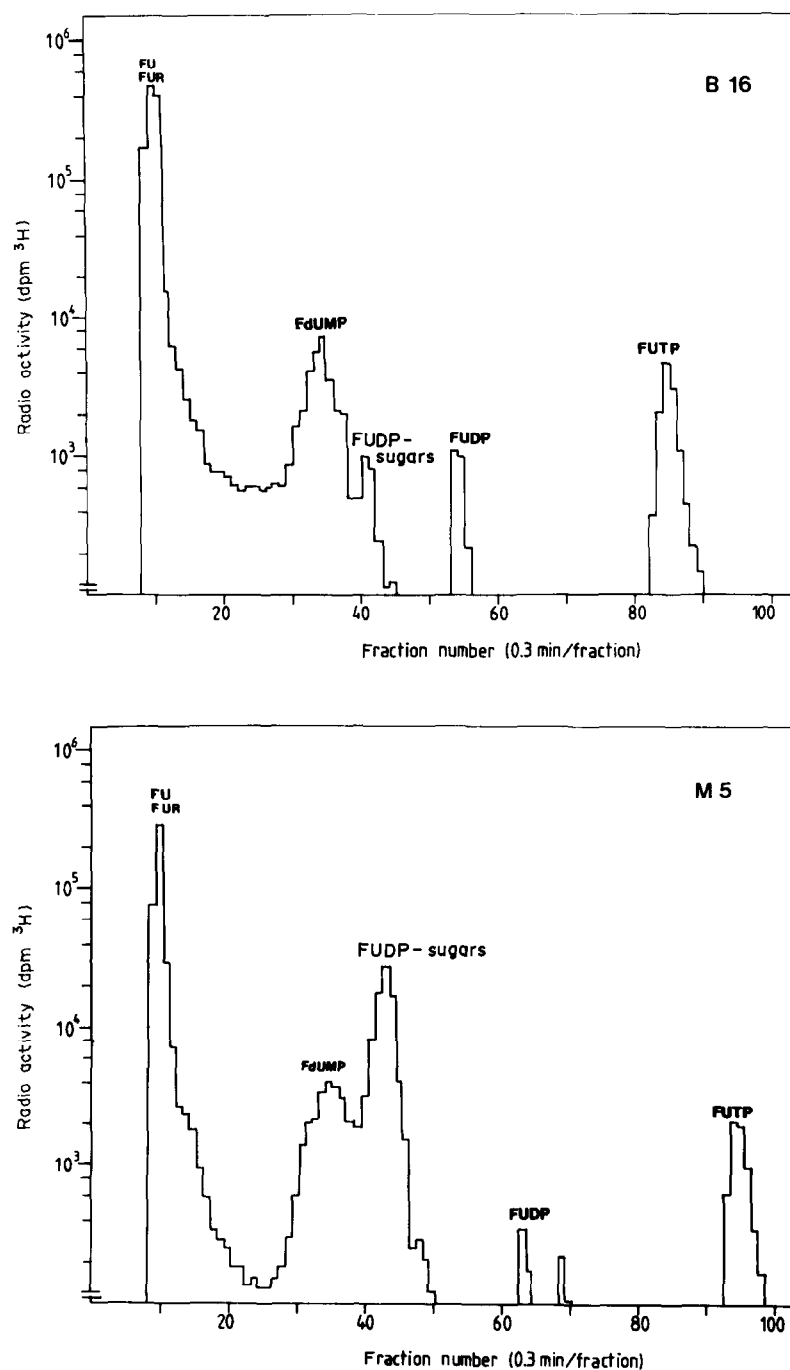 10⁶
FU
FUR
B 16
10⁵
10⁴
FdUMP
FUTP
10³
FUDP-
sugars
FUDP
Radio activity (dpm ³H)
20 40 60 80 100
Fraction number (0.3 min/fraction)
10⁶
FU
FUR
M 5
10⁵
FUDP-sugars
10⁴
FdUMP
FUTP
10³
FUDP
Radio activity (dpm ³H)
20 40 60 80 100
Fraction number (0.3 min/fraction)